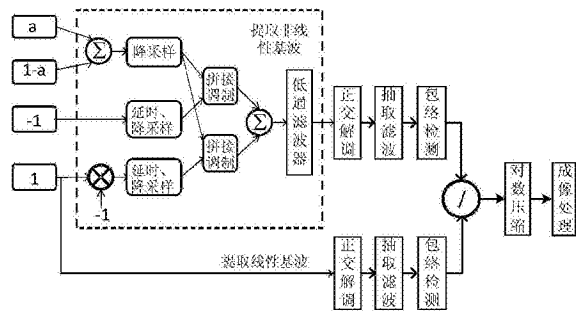 a
1-a
-1
1
Σ
降采样
延时、
降采样
延时、
降采样
-1
拼接
调制
拼接
调制
Σ
提取非线
性基波
低通滤波器
正交解调
抽取滤波
包络检测
提取线性基波
正交解调
抽取滤波
包络检测
/
对数压缩
成像处理